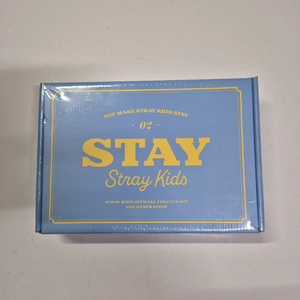 YOU MAKE STRAY KIDS STAY
02
STAY
Stray Kids
STRAY KIDS OFFICIAL FANCLUB KIT
2ND GENERATION